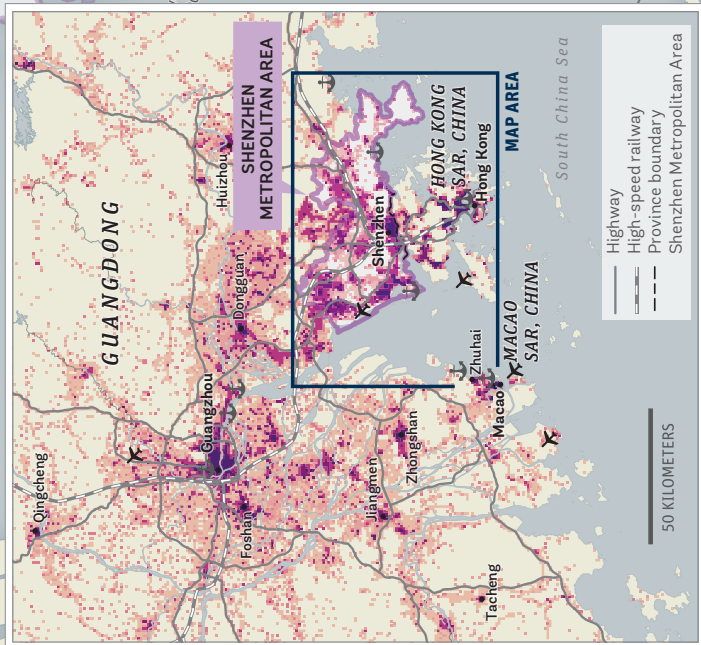 GUANGDONG
SHENZHEN
METROPOLITAN AREA
Huizhou
Dongguan
Qingcheng
Guangzhou
Foshan
Jiangmen
Zhongshan
Tacheng
Shenzhen
HONG KONG
SAR, CHINA
Hong Kong
MAP AREA
Zhuhai
MACAO
SAR, CHINA
Macao
South China Sea
Highway
High-speed railway
Province boundary
Shenzhen Metropolitan Area
50 KILOMETERS